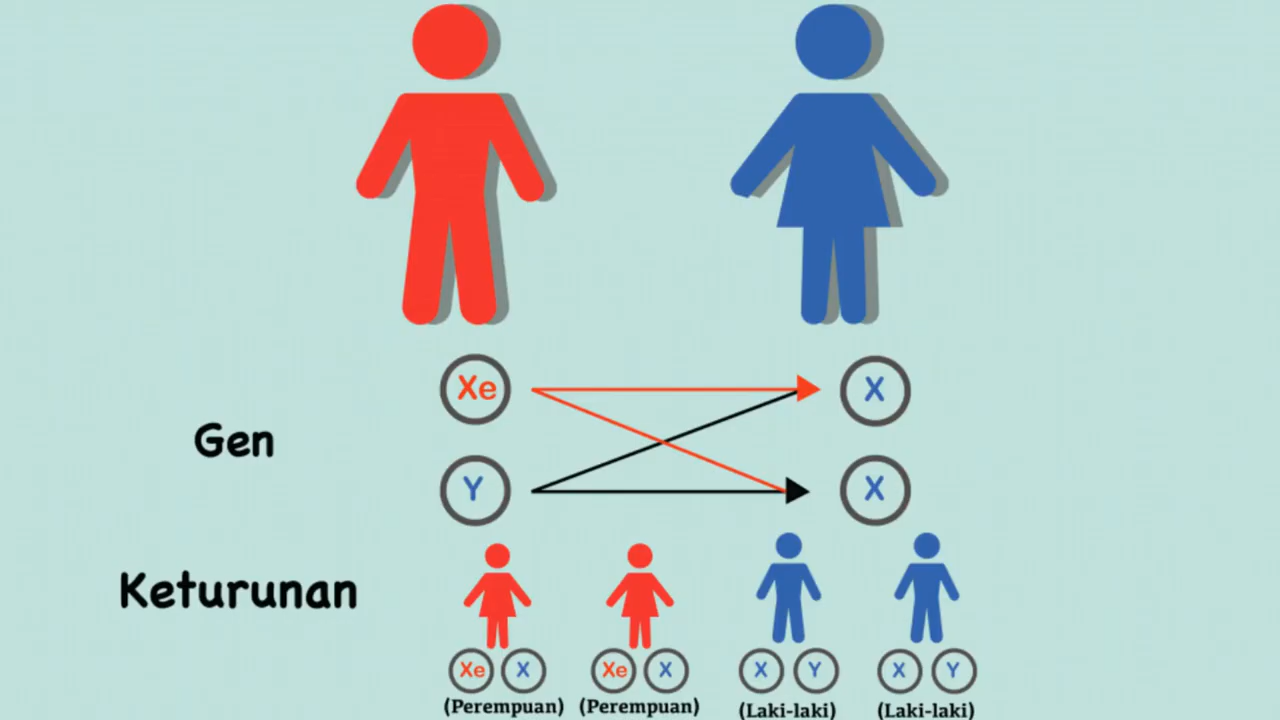 Xe
X
Gen
Y
X
Keturunan
Xe X Xe X X Y X Y
(Perempuan) (Perempuan) (Laki-laki) (Laki-laki)